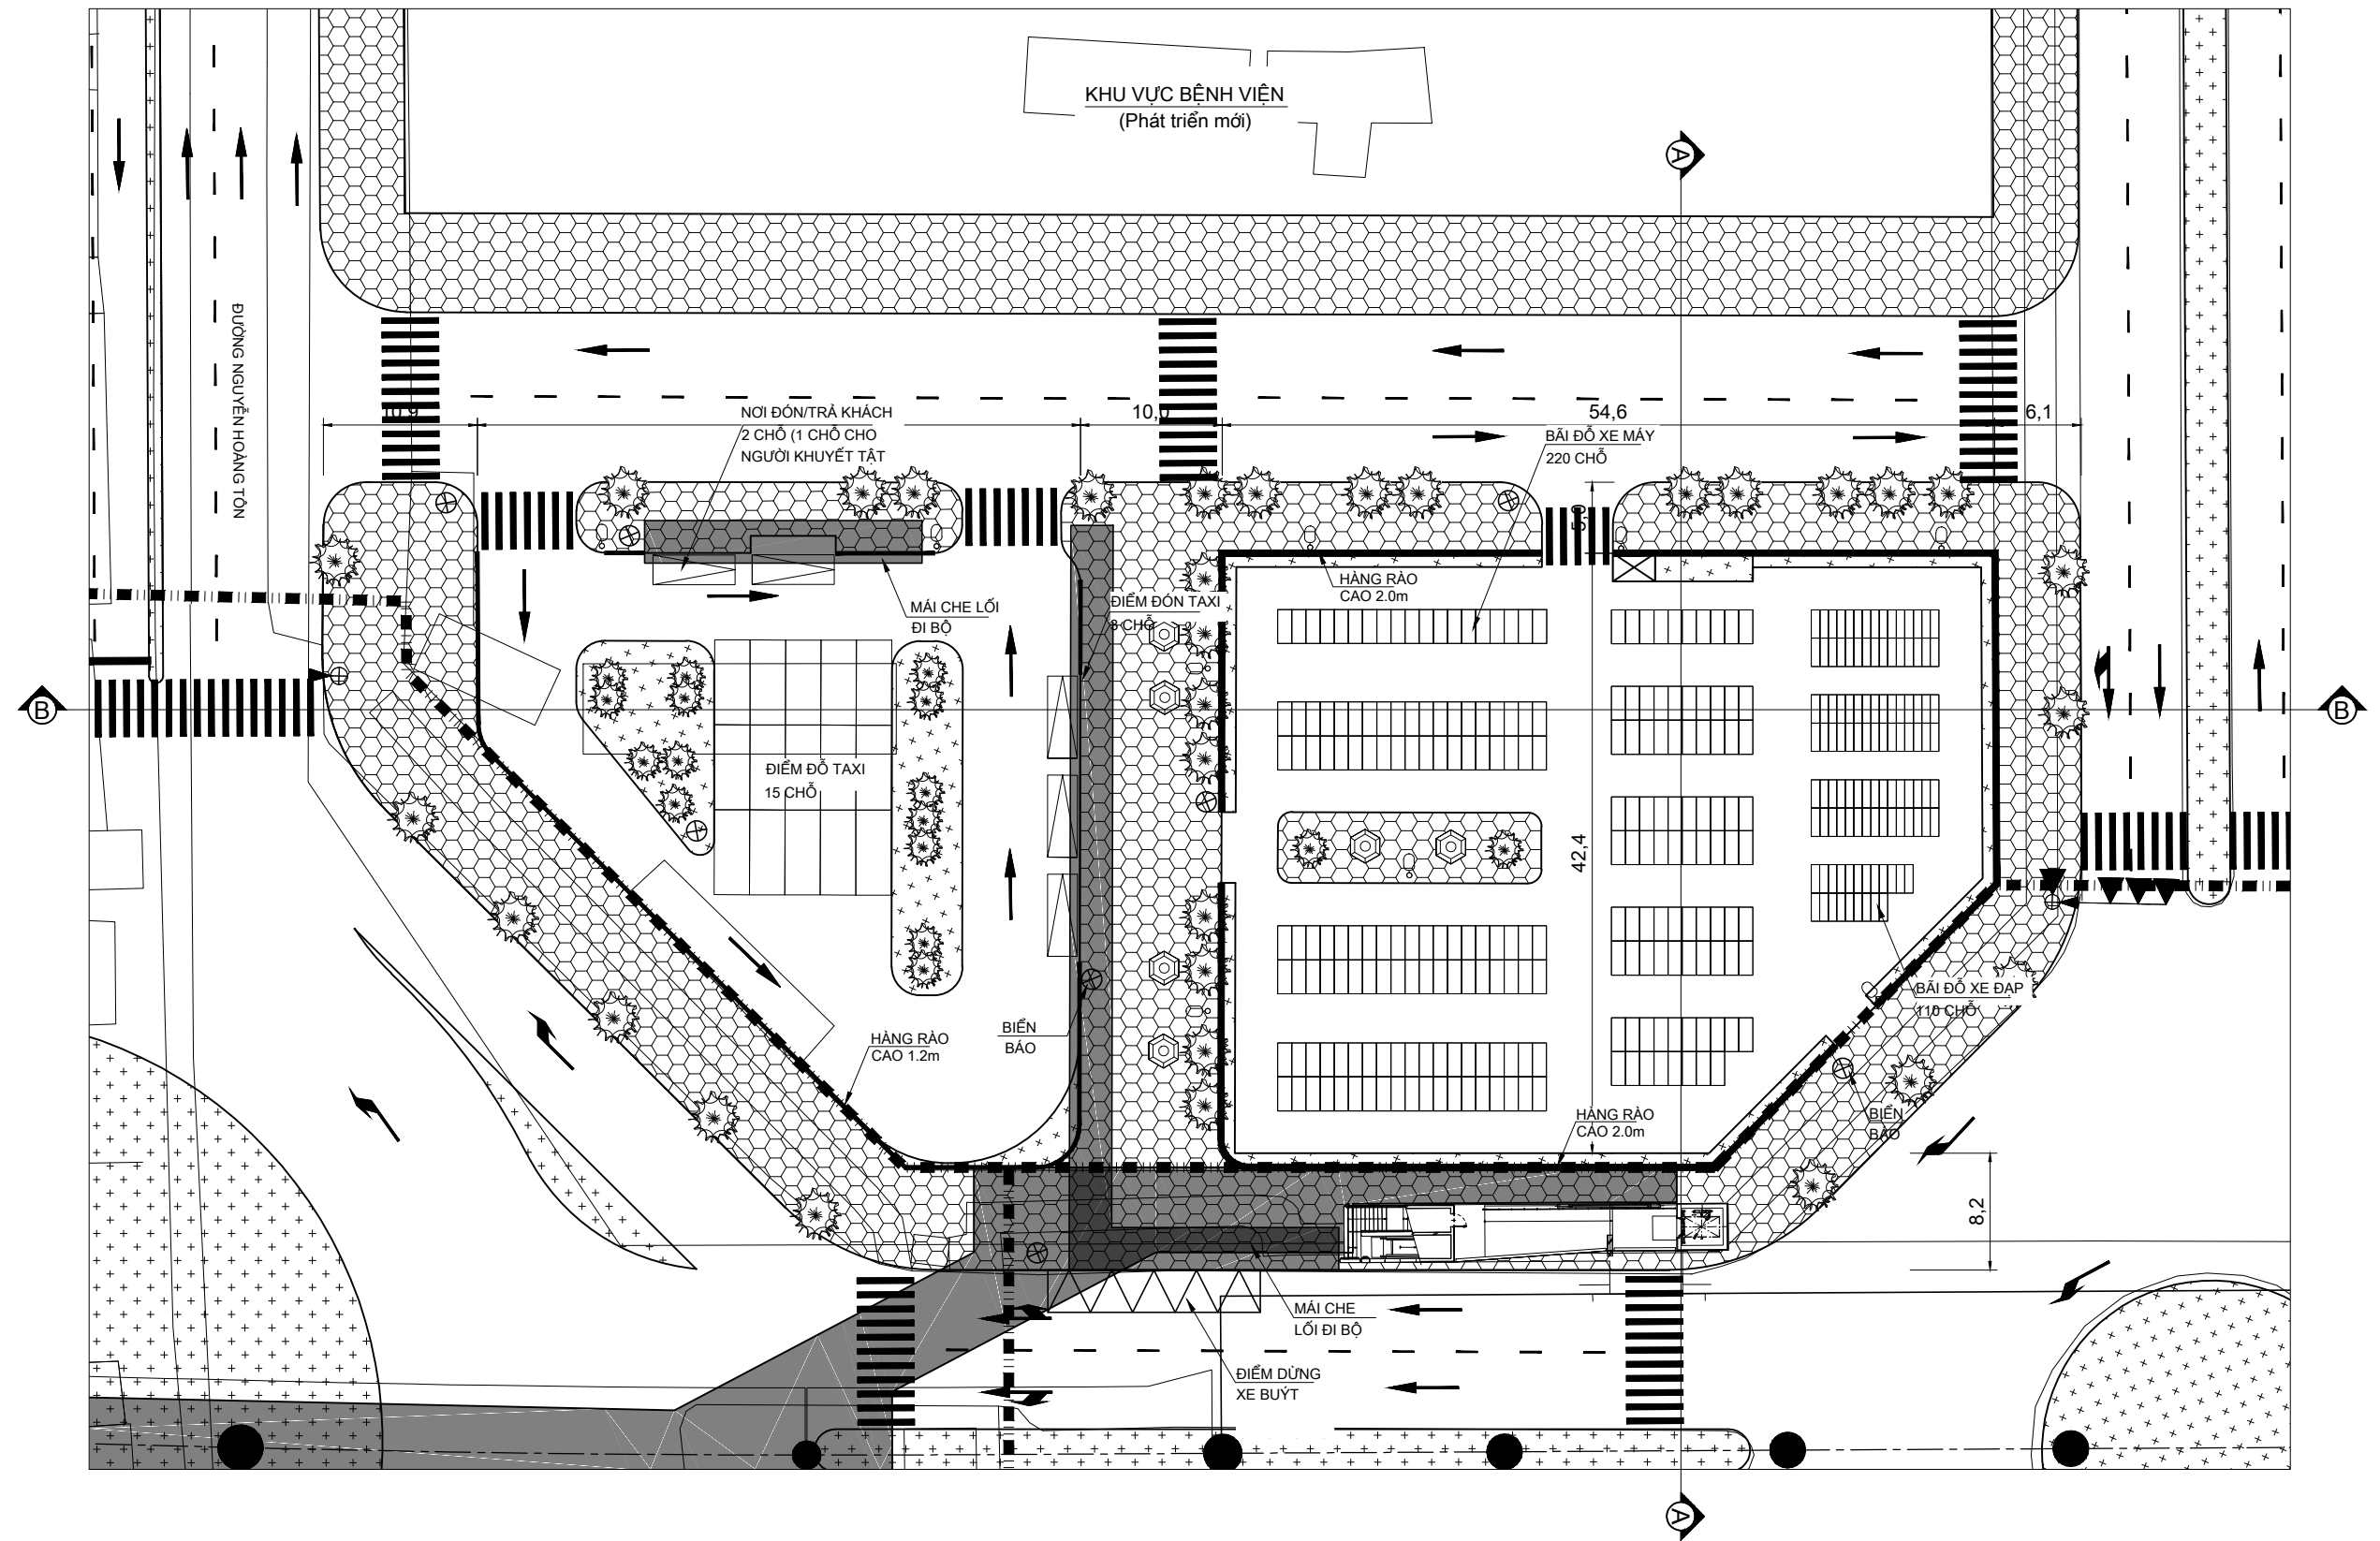 KHU VỰC BỆNH VIỆN
(Phát triển mới)
A
ĐƯỜNG NGUYỄN HOÀNG TÔN
10,9
10,0
54,6
6,1
NƠI ĐÓN/TRẢ KHÁCH
2 CHỖ (1 CHỖ CHO
NGƯỜI KHUYẾT TẬT
BÃI ĐỖ XE MÁY
220 CHỖ
5,0
HÀNG RÀO
CAO 2.0m
MÁI CHE LỐI
ĐI BỘ
ĐIỂM ĐÓN TAXI
3 CHỖ
B
B
ĐIỂM ĐỖ TAXI
15 CHỖ
42,4
BÃI ĐỖ XE ĐẠP
110 CHỖ
BIỂN
BÁO
HÀNG RÀO
CAO 1.2m
HÀNG RÀO
CAO 2.0m
BIỂN
BÁO
8,2
MÁI CHE
LỐI ĐI BỘ
ĐIỂM DỪNG
XE BUÝT
A